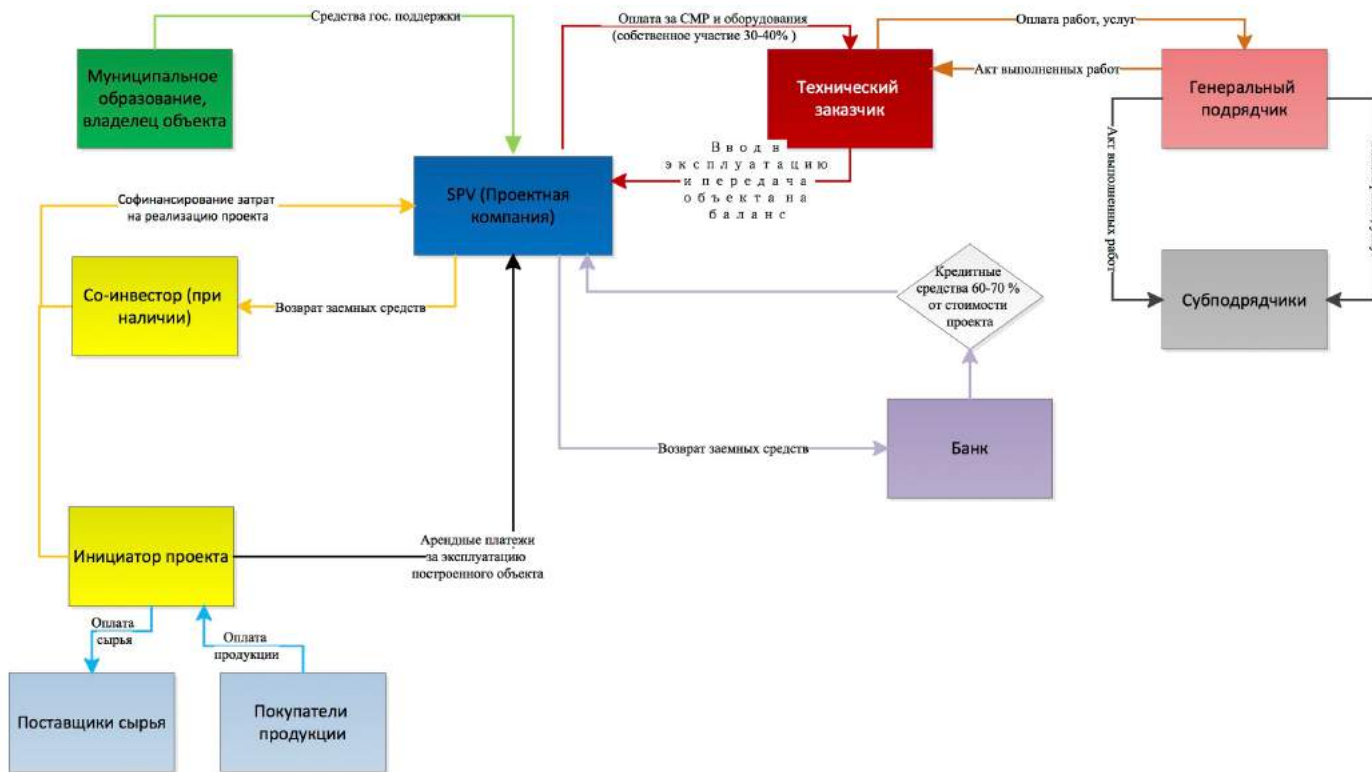 Средства гос. поддержки
Оплата за СМР и оборудования
(собственное участие 30-40% )
Оплата работ, услуг
Муниципальное
образование,
владелец объекта
Технический
заказчик
Акт выполненных работ
Генеральный
подрядчик
Ввод в
эксплуатацию
и передача
объекта на
баланс
Акт выполненных работ
SPV (Проектная
компания)
Софинансирование затрат
на реализацию проекта
Со-инвестор (при
наличии)
Возврат заемных средств
Кредитные
средства 60-70 %
от стоимости
проекта
Субподрядчики
Возврат заемных средств
Банк
Инициатор проекта
Арендные платежи
за эксплуатацию
построенного объекта
Оплата
сырья
Оплата
продукции
Поставщики сырья
Покупатели
продукции